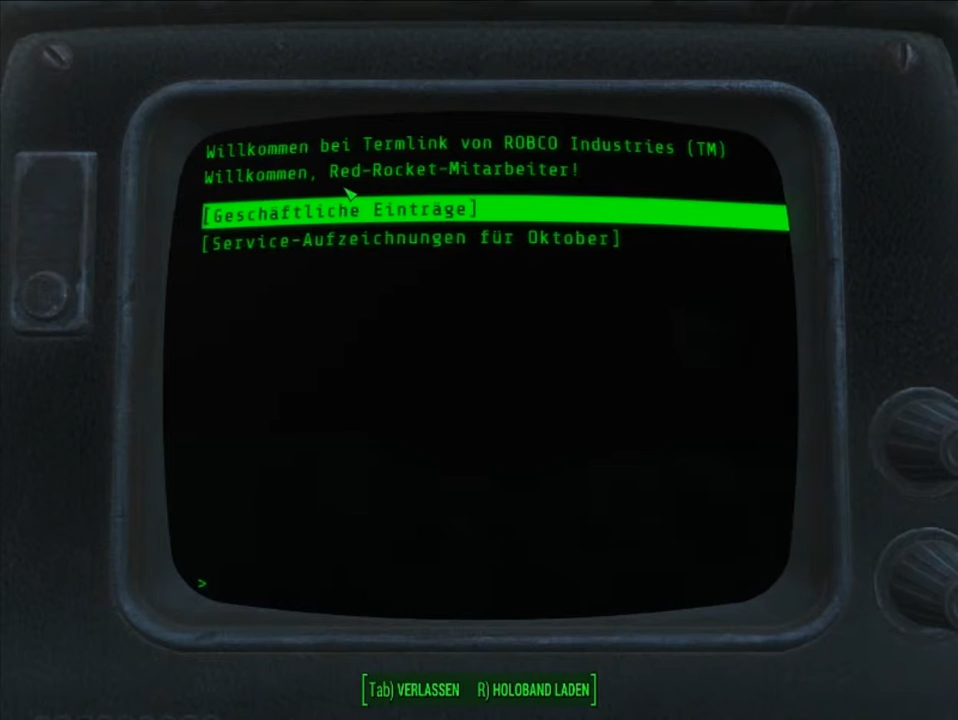 Willkommen bei Termlink von ROBCO Industries (TM)
Willkommen, Red-Rocket-Mitarbeiter!
[Geschäftliche Einträge]
[Service-Aufzeichnungen für Oktober]
>
[Tab) VERLASSEN R) HOLOBAND LADEN]